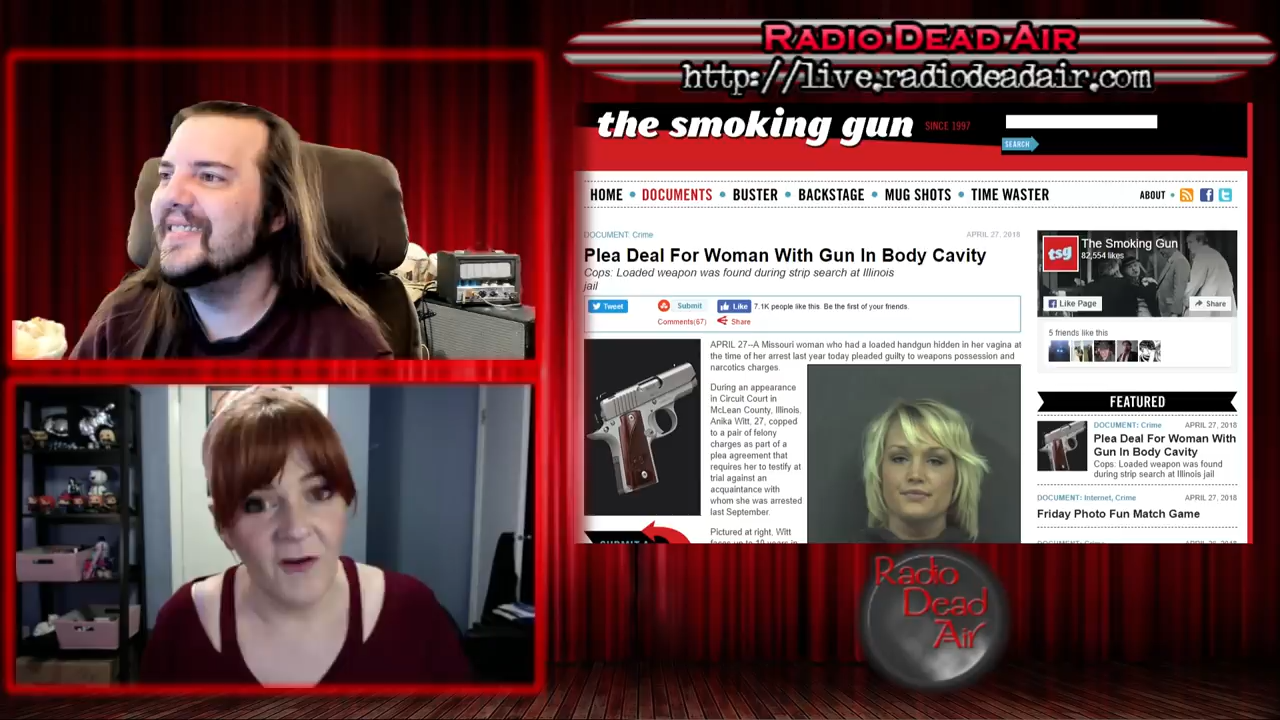 RADIO DEAD AIR
http://live.radiodeadair.com
the smoking gun
SINCE 1997
SEARCH
HOME • DOCUMENTS • BUSTER • BACKSTAGE • MUG SHOTS • TIME WASTER
ABOUT •
DOCUMENT: Crime
APRIL 27, 2018
Plea Deal For Woman With Gun In Body Cavity
Cops: Loaded weapon was found during strip search at Illinois
jail
Tweet
Submit
Like
7.1K people like this. Be the first of your friends.
Comments(67)
Share
APRIL 27--A Missouri woman who had a loaded handgun hidden in her vagina at
the time of her arrest last year today pleaded guilty to weapons possession and
narcotics charges.
During an appearance
in Circuit Court in
McLean County, Illinois,
Anika Witt, 27, copped
to a pair of felony
charges as part of a
plea agreement that
requires her to testify at
trial against an
acquaintance with
whom she was arrested
last September.
Pictured at right, Witt
tsg
The Smoking Gun
82,554 likes
Like Page
Share
5 friends like this
FEATURED
DOCUMENT: Crime
APRIL 27, 2018
Plea Deal For Woman With
Gun In Body Cavity
Cops: Loaded weapon was found
during strip search at Illinois jail
DOCUMENT: Internet, Crime
APRIL 27, 2018
Friday Photo Fun Match Game
Radio
Dead
Air